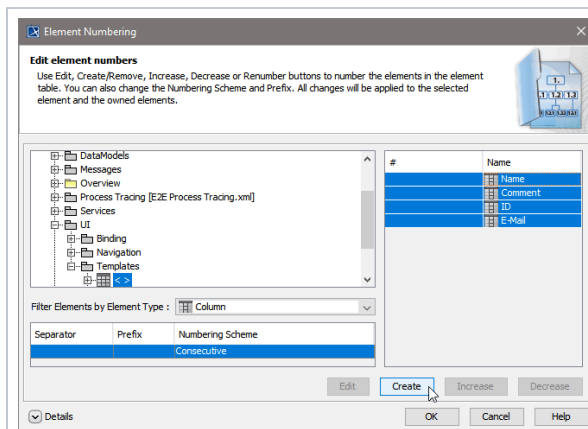 Element Numbering
Edit element numbers
Use Edit, Create/Remove, Increase, Decrease or Renumber buttons to number the elements in the element
table. You can also change the Numbering Scheme and Prefix. All changes will be applied to the selected
element and the owned elements.
DataModels
Messages
Overview
Process Tracing [E2E Process Tracing.xml]
Services
UI
Binding
Navigation
Templates
< >
# Name
Name
Comment
ID
E-Mail
Filter Elements by Element Type : Column
Separator Prefix Numbering Scheme
Consecutive
Edit Create Increase Decrease
Details OK Cancel Help